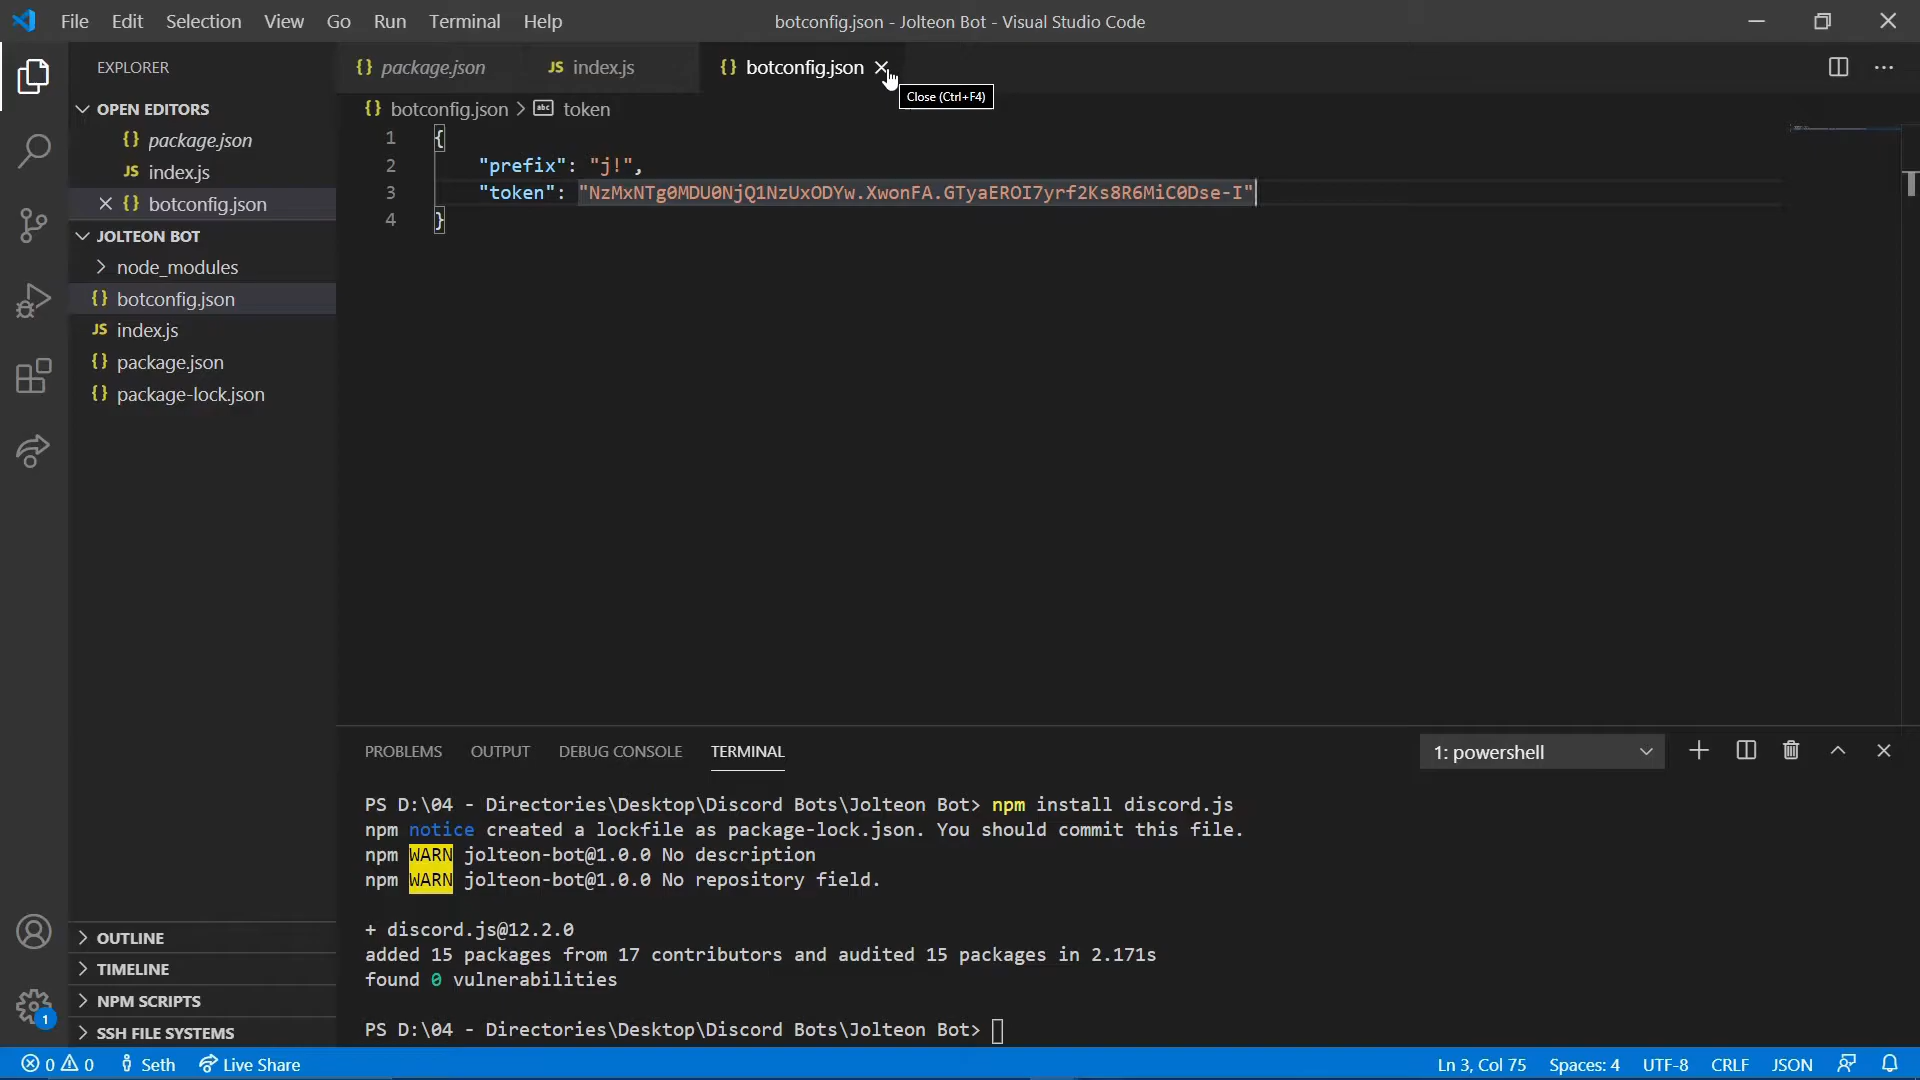 File Edit Selection View Go Run Terminal Help
botconfig.json - Jolteon Bot - Visual Studio Code
EXPLORER
OPEN EDITORS
{} package.json
JS index.js
{} botconfig.json
JOLTEON BOT
node_modules
{} botconfig.json
JS index.js
{} package.json
{} package-lock.json
OUTLINE
TIMELINE
NPM SCRIPTS
SSH FILE SYSTEMS
{} package.json JS index.js {} botconfig.json
Close (Ctrl+F4)
{} botconfig.json > abc token
1 {
2 "prefix": "j!",
3 "token": "NzMxNTg0MDU0NjQ1NzUxODYw.XwonFA.GTyaEROI7yrf2Ks8R6MiC0Dse-I"
4 }
PROBLEMS OUTPUT DEBUG CONSOLE TERMINAL
1: powershell
PS D:\04 - Directories\Desktop\Discord Bots\Jolteon Bot> npm install discord.js
npm notice created a lockfile as package-lock.json. You should commit this file.
npm WARN jolteon-bot@1.0.0 No description
npm WARN jolteon-bot@1.0.0 No repository field.
+ discord.js@12.2.0
added 15 packages from 17 contributors and audited 15 packages in 2.171s
found 0 vulnerabilities
PS D:\04 - Directories\Desktop\Discord Bots\Jolteon Bot>
1
0 0 Seth Live Share
Ln 3, Col 75 Spaces: 4 UTF-8 CRLF JSON